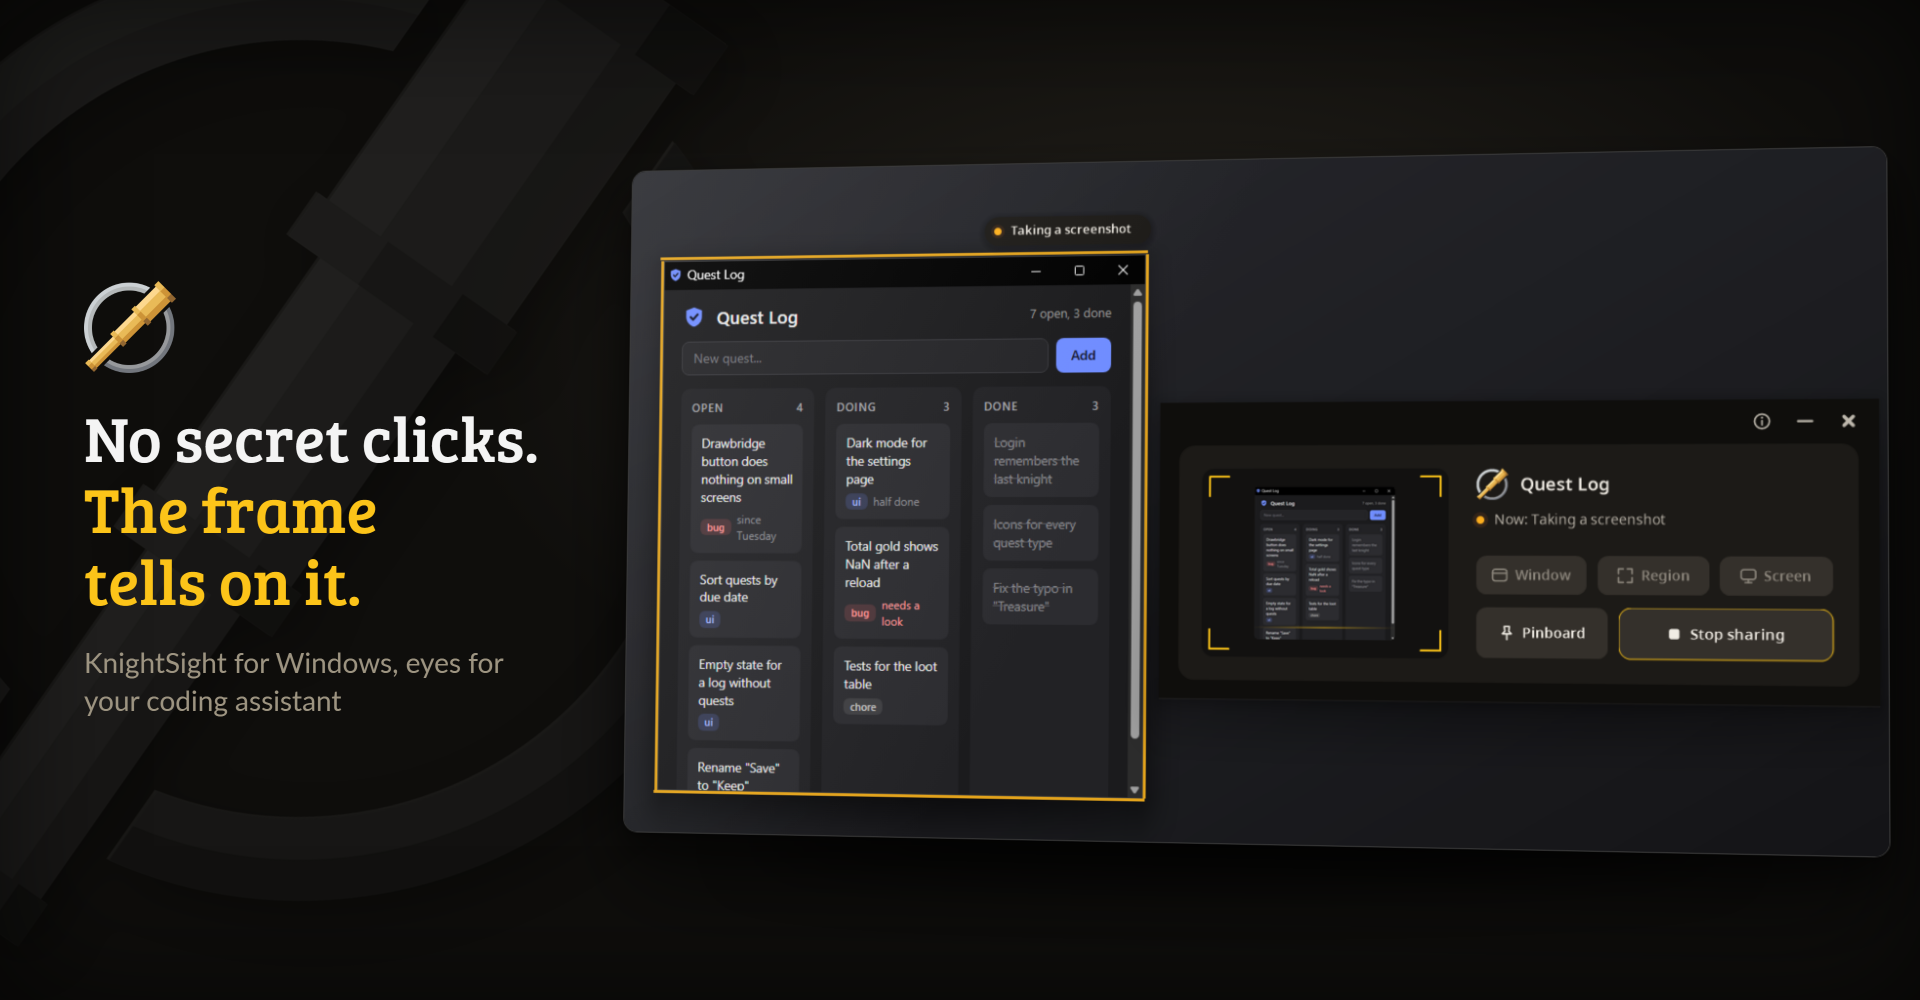 No secret clicks.
The frame
tells on it.
KnightSight for Windows, eyes for
your coding assistant
Taking a screenshot
Quest Log
Quest Log
7 open, 3 done
New quest...
Add
OPEN 4
Drawbridge
button does
nothing on small
screens
bug since
Tuesday
Sort quests by
due date
ui
Empty state for
a log without
quests
ui
Rename "Save"
to "Keep"
DOING 3
Dark mode for
the settings
page
ui half done
Total gold shows
NaN after a
reload
bug needs a
look
Tests for the loot
table
chore
DONE 3
Login
remembers the
last knight
Icons for every
quest type
Fix the typo in
"Treasure"
Quest Log
Now: Taking a screenshot
Window
Region
Screen
Pinboard
Stop sharing